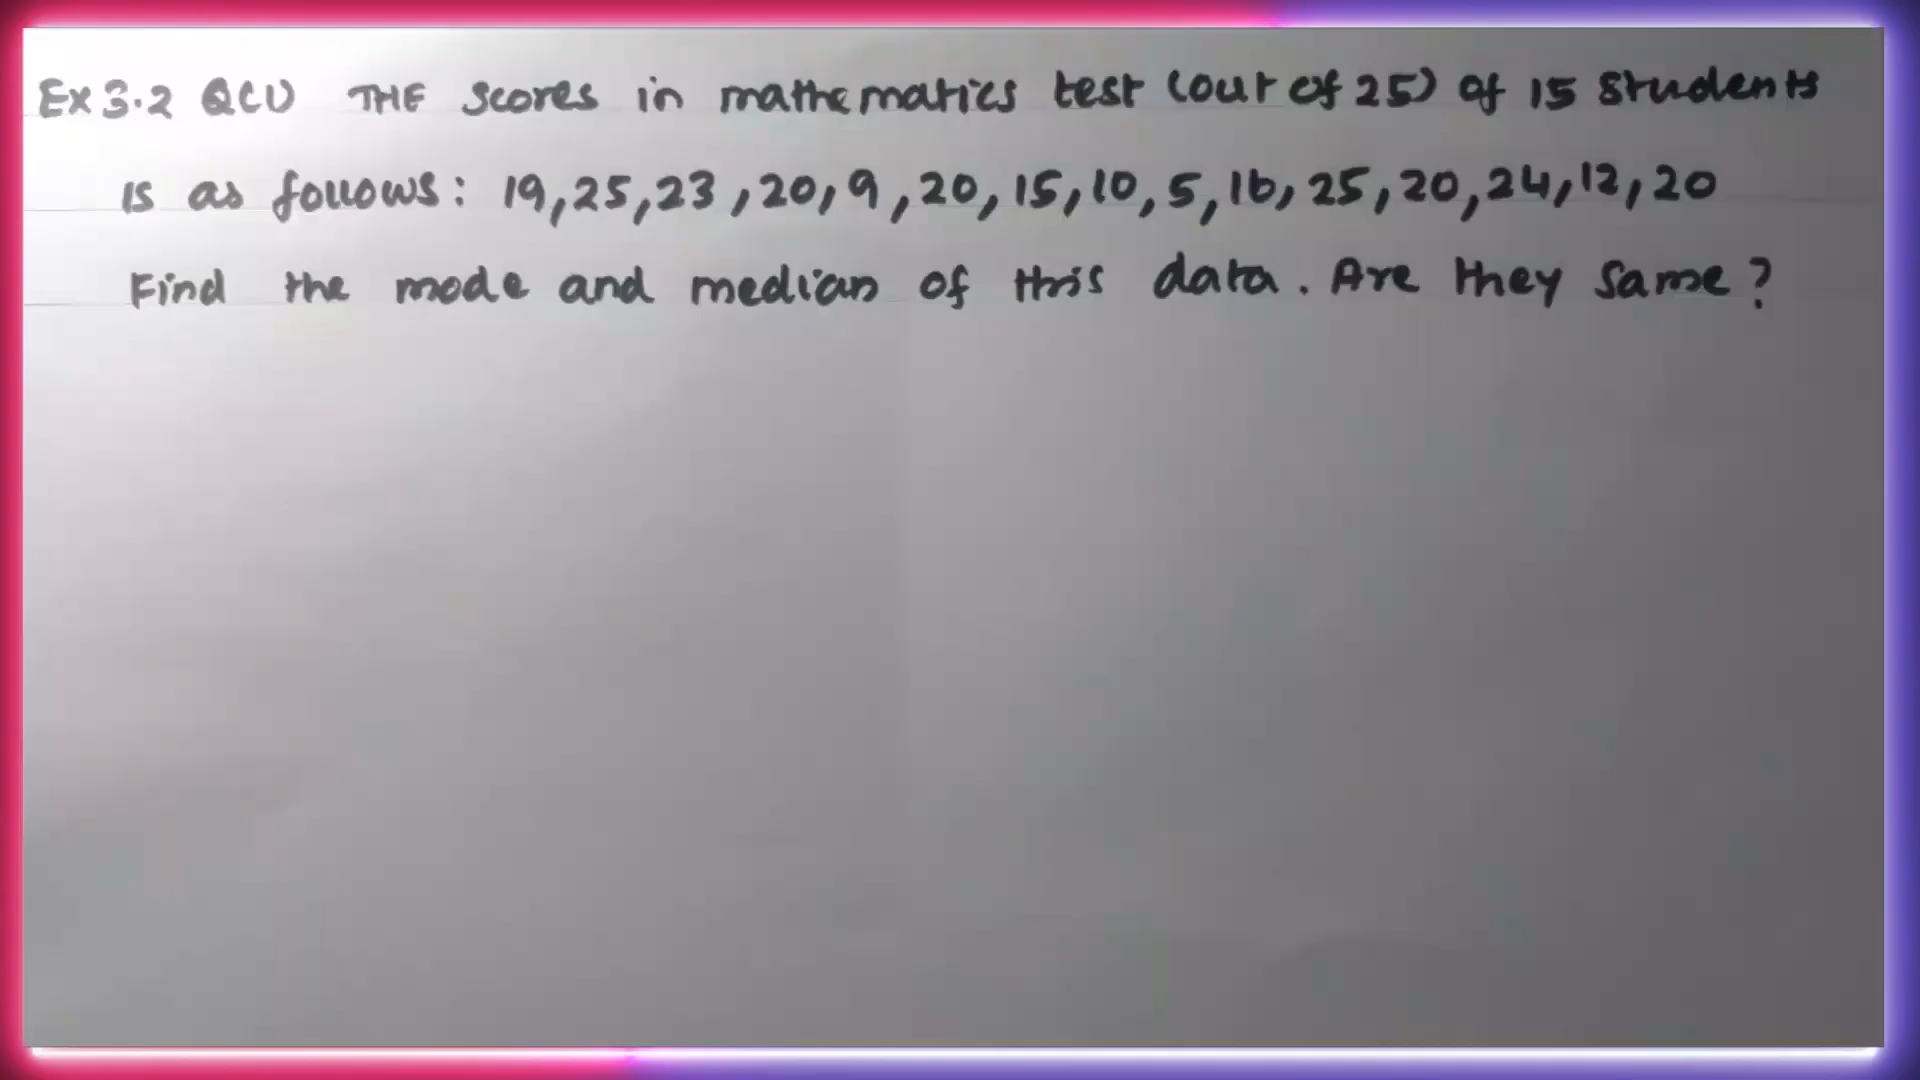 Ex 3.2 Q(1) THE scores in mathematics test (out of 25) of 15 students
is as follows: 19,25,23,20,9,20,15,10,5,16,25,20,24,12,20
Find the mode and median of this data. Are they same?